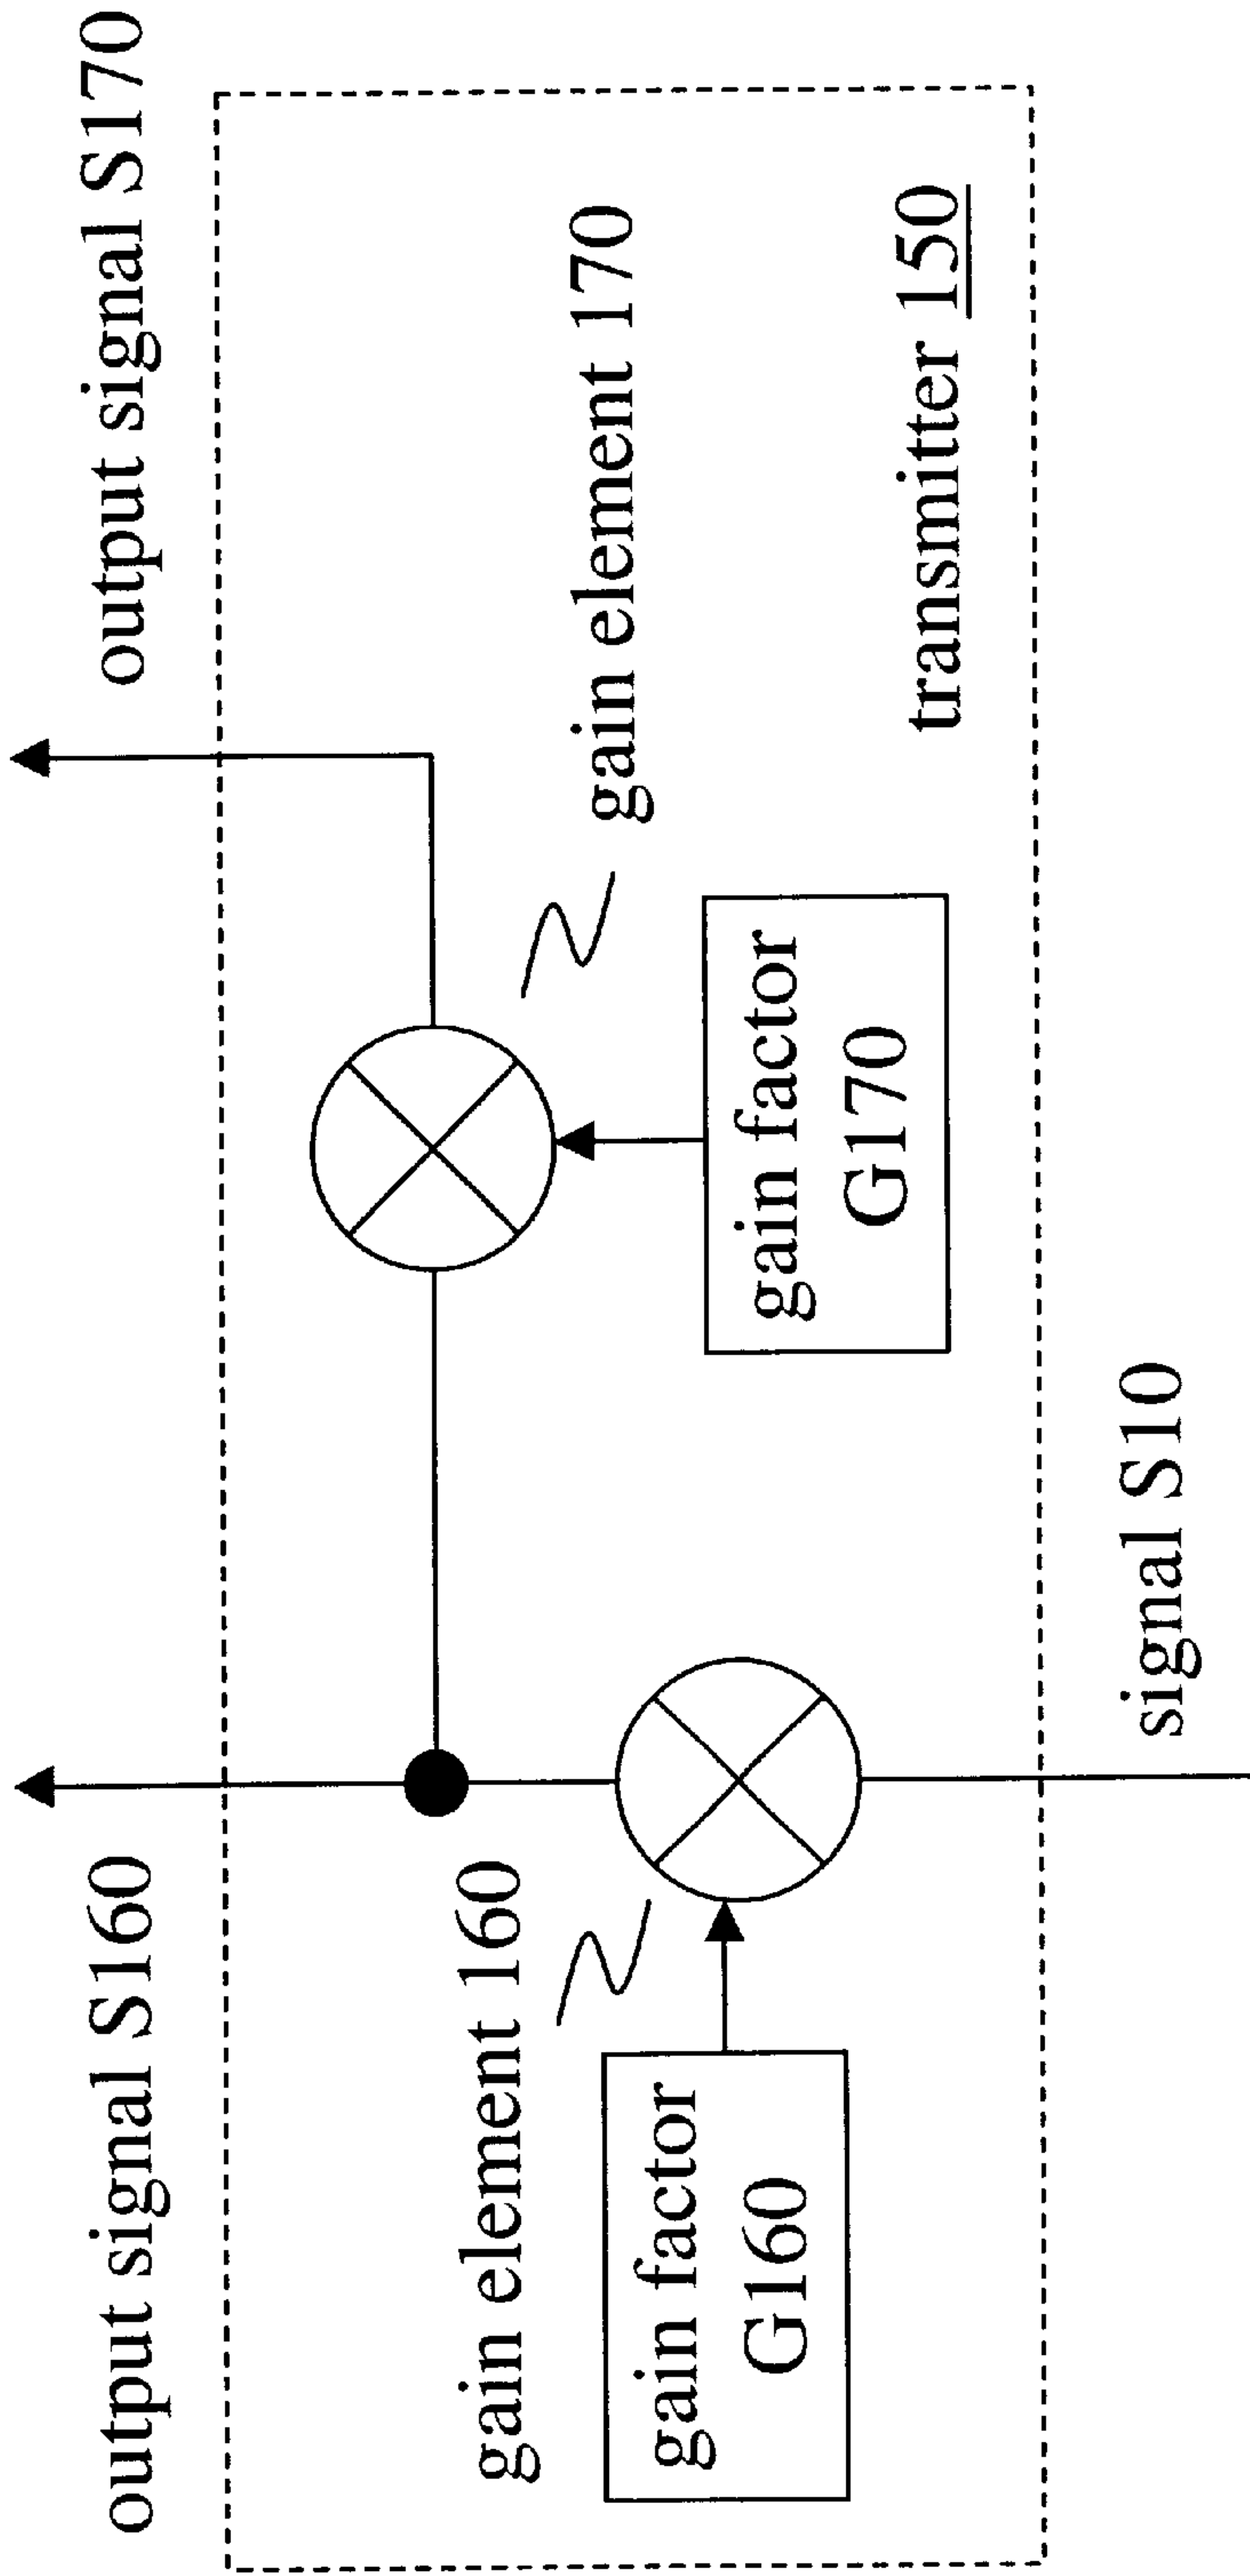 output signal S160
output signal S170
gain element 160
gain element 170
gain factor
G160
gain factor
G170
transmitter 150
signal S10